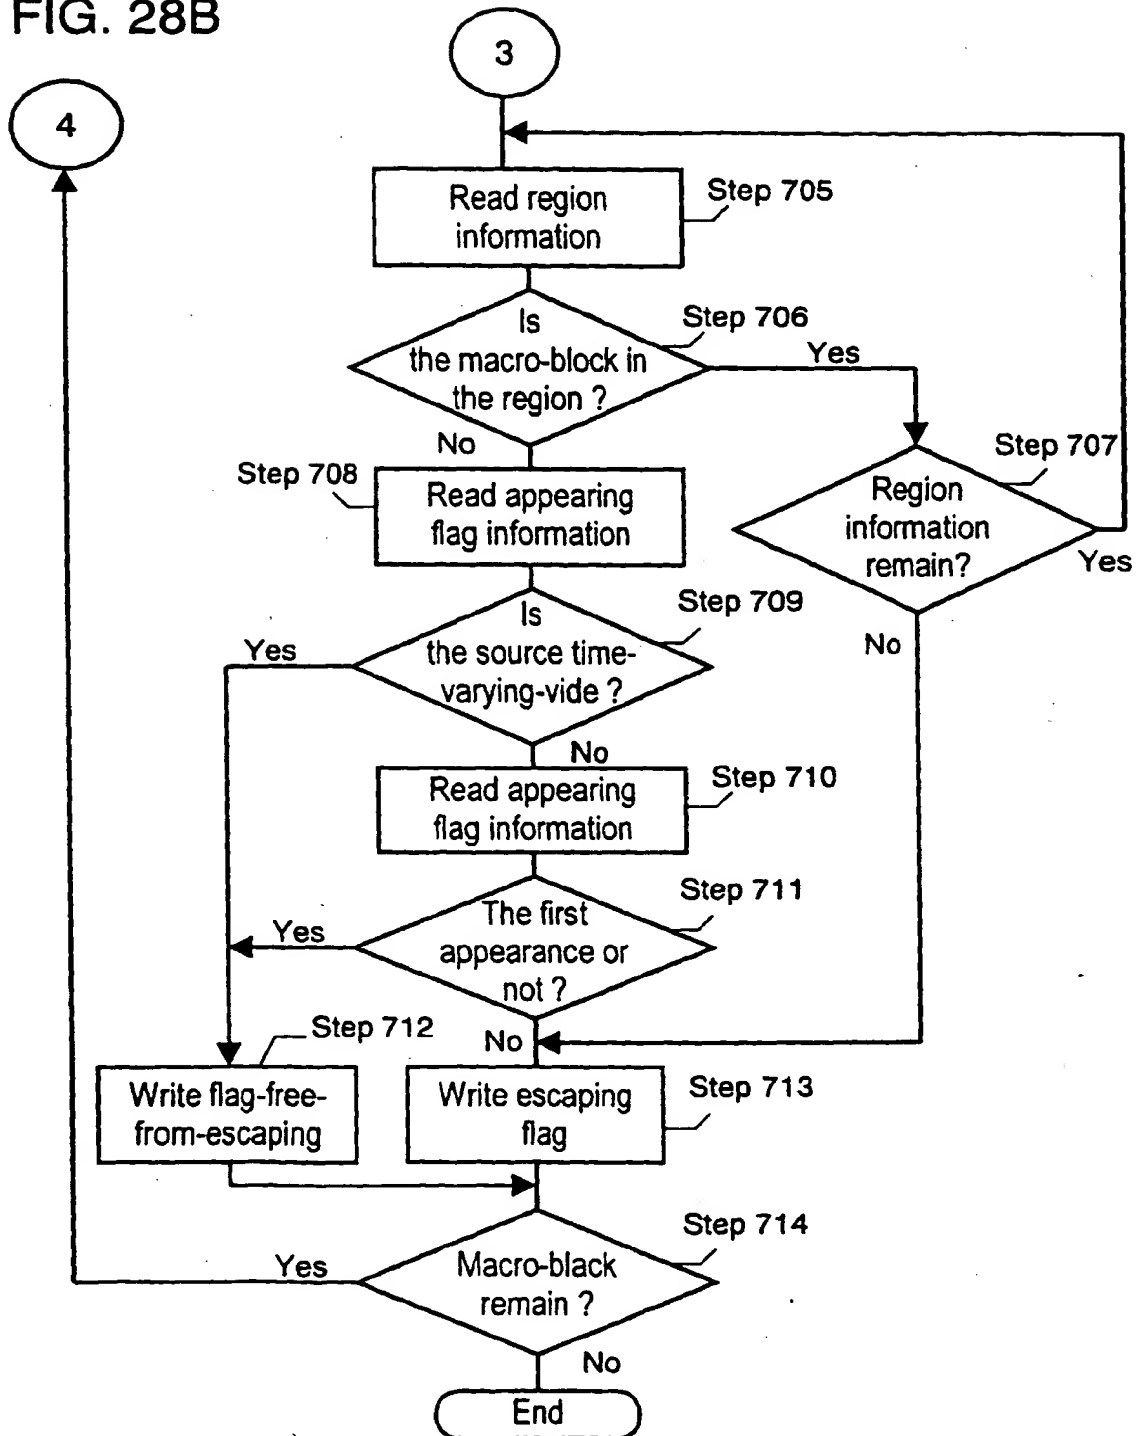 FIG. 28B
3
4
Read region
information
Step 705
Is
the macro-block in
the region ?
Step 706
Yes
No
Step 707
Region
information
remain?
Yes
No
Step 708
Read appearing
flag information
Is
the source time-
varying-vide ?
Step 709
Yes
No
Read appearing
flag information
Step 710
The first
appearance or
not ?
Step 711
Yes
No
Step 712
Write flag-free-
from-escaping
Write escaping
flag
Step 713
Macro-black
remain ?
Step 714
Yes
No
End